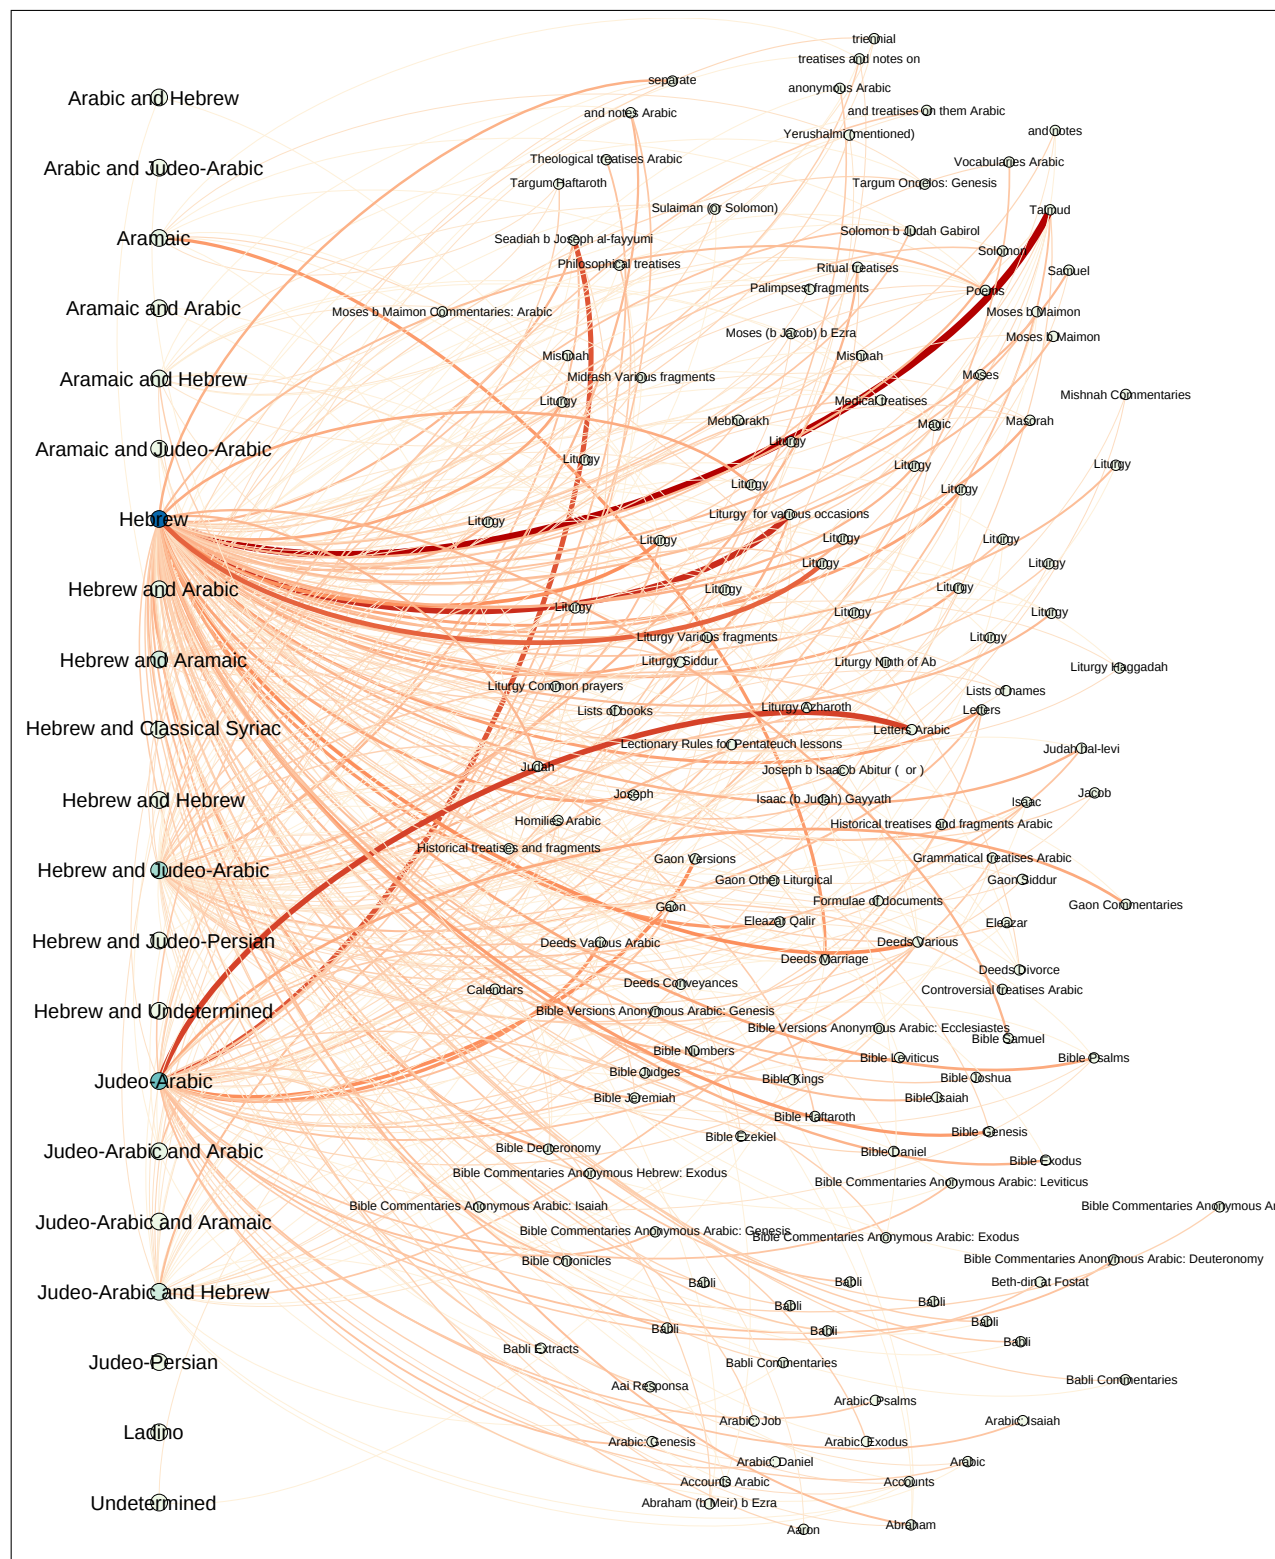 Arabic and Hebrew
Arabic and Judeo-Arabic
Aramaic
Aramaic and Arabic
Aramaic and Hebrew
Aramaic and Judeo-Arabic
Hebrew
Hebrew and Arabic
Hebrew and Aramaic
Hebrew and Classical Syriac
Hebrew and Hebrew
Hebrew and Judeo-Arabic
Hebrew and Judeo-Persian
Hebrew and Undetermined
Judeo-Arabic
Judeo-Arabic and Arabic
Judeo-Arabic and Aramaic
Judeo-Arabic and Hebrew
Judeo-Persian
Ladino
Undetermined
triennial
treatises and notes on
separate
anonymous Arabic
and notes Arabic
and treatises on them Arabic
Yerushalmi (mentioned)
and notes
Theological treatises Arabic
Vocabularies Arabic
Targum Haftaroth
Targum Onqelos: Genesis
Sulaiman (or Solomon)
Talmud
Solomon b Judah Gabirol
Seadiah b Joseph al-fayyumi
Solomon
Philosophical treatises
Ritual treatises
Samuel
Palimpsest fragments
Poems
Moses b Maimon Commentaries: Arabic
Moses b Maimon
Moses (b Jacob) b Ezra
Moses b Maimon
Mishnah
Mishnah
Midrash Various fragments
Moses
Mishnah Commentaries
Liturgy
Medical treatises
Mebhorakh
Magic
Masorah
Liturgy
Liturgy
Liturgy
Liturgy
Liturgy
Liturgy
Liturgy for various occasions
Liturgy
Liturgy
Liturgy
Liturgy
Liturgy
Liturgy
Liturgy
Liturgy
Liturgy
Liturgy
Liturgy
Liturgy
Liturgy Various fragments
Liturgy
Liturgy Siddur
Liturgy Ninth of Ab
Liturgy Haggadah
Liturgy Common prayers
Lists of names
Lists of books
Liturgy Azharoth
Letters
Letters Arabic
Lectionary Rules for Pentateuch lessons
Judah hal-levi
Judah
Joseph b Isaac b Abitur ( or )
Joseph
Isaac (b Judah) Gayyath
Isaac
Jacob
Homilies Arabic
Historical treatises and fragments Arabic
Historical treatises and fragments
Gaon Versions
Grammatical treatises Arabic
Gaon Other Liturgical
Gaon Siddur
Gaon
Formulae of documents
Gaon Commentaries
Eleazar Qalir
Eleazar
Deeds Various Arabic
Deeds Various
Deeds Marriage
Deeds Divorce
Calendars
Deeds Conveyances
Controversial treatises Arabic
Bible Versions Anonymous Arabic: Genesis
Bible Versions Anonymous Arabic: Ecclesiastes
Bible Samuel
Bible Numbers
Bible Leviticus
Bible Psalms
Bible Judges
Bible Kings
Bible Joshua
Bible Jeremiah
Bible Isaiah
Bible Haftaroth
Bible Ezekiel
Bible Genesis
Bible Deuteronomy
Bible Daniel
Bible Exodus
Bible Commentaries Anonymous Hebrew: Exodus
Bible Commentaries Anonymous Arabic: Leviticus
Bible Commentaries Anonymous Arabic: Isaiah
Bible Commentaries Anonymous Ar
Bible Commentaries Anonymous Arabic: Genesis
Bible Commentaries Anonymous Arabic: Exodus
Bible Chronicles
Bible Commentaries Anonymous Arabic: Deuteronomy
Babli
Babli
Beth-din at Fostat
Babli
Babli
Babli
Babli
Babli
Babli
Babli Extracts
Babli Commentaries
Babli Commentaries
Aai Responsa
Arabic: Psalms
Arabic: Job
Arabic: Isaiah
Arabic: Genesis
Arabic: Exodus
Arabic: Daniel
Arabic
Accounts Arabic
Accounts
Abraham (b Meir) b Ezra
Aaron
Abraham